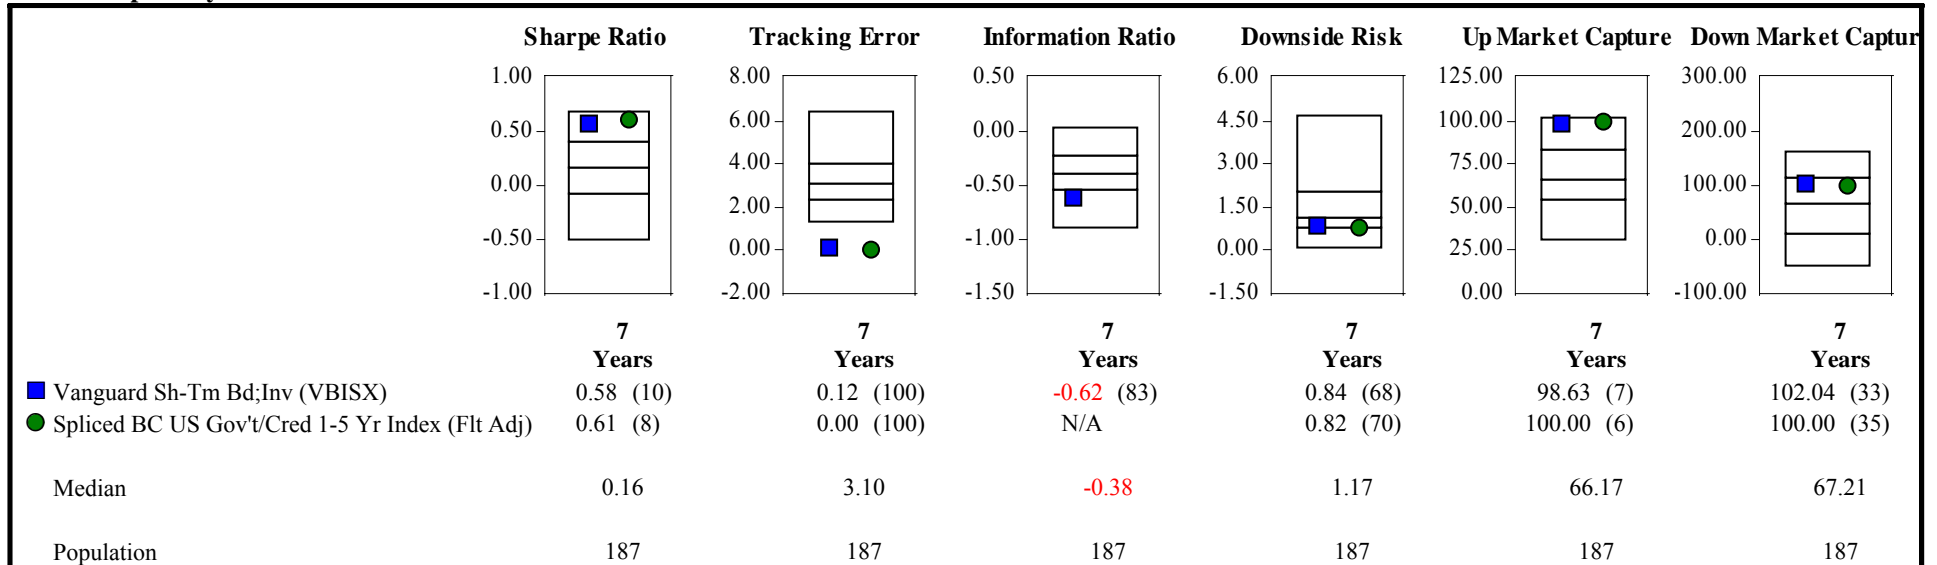 Sharpe Ratio Tracking Error Information Ratio Downside Risk Up Market Capture Down Market Captur
1.00 8.00 0.50 6.00 125.00 300.00
0.50 6.00 0.00 4.50 100.00 200.00
0.00 4.00 -0.50 3.00 75.00 100.00
-0.50 2.00 -1.00 1.50 50.00 0.00
-1.00 0.00 -1.50 0.00 25.00 -100.00
-2.00 -1.50 0.00
7 7 7 7 7 7
Years Years Years Years Years Years
Vanguard Sh-Tm Bd;Inv (VBISX) 0.58 (10) 0.12 (100) -0.62 (83) 0.84 (68) 98.63 (7) 102.04 (33)
Spliced BC US Gov't/Cred 1-5 Yr Index (Flt Adj) 0.61 (8) 0.00 (100) N/A 0.82 (70) 100.00 (6) 100.00 (35)
Median 0.16 3.10 -0.38 1.17 66.17 67.21
Population 187 187 187 187 187 187